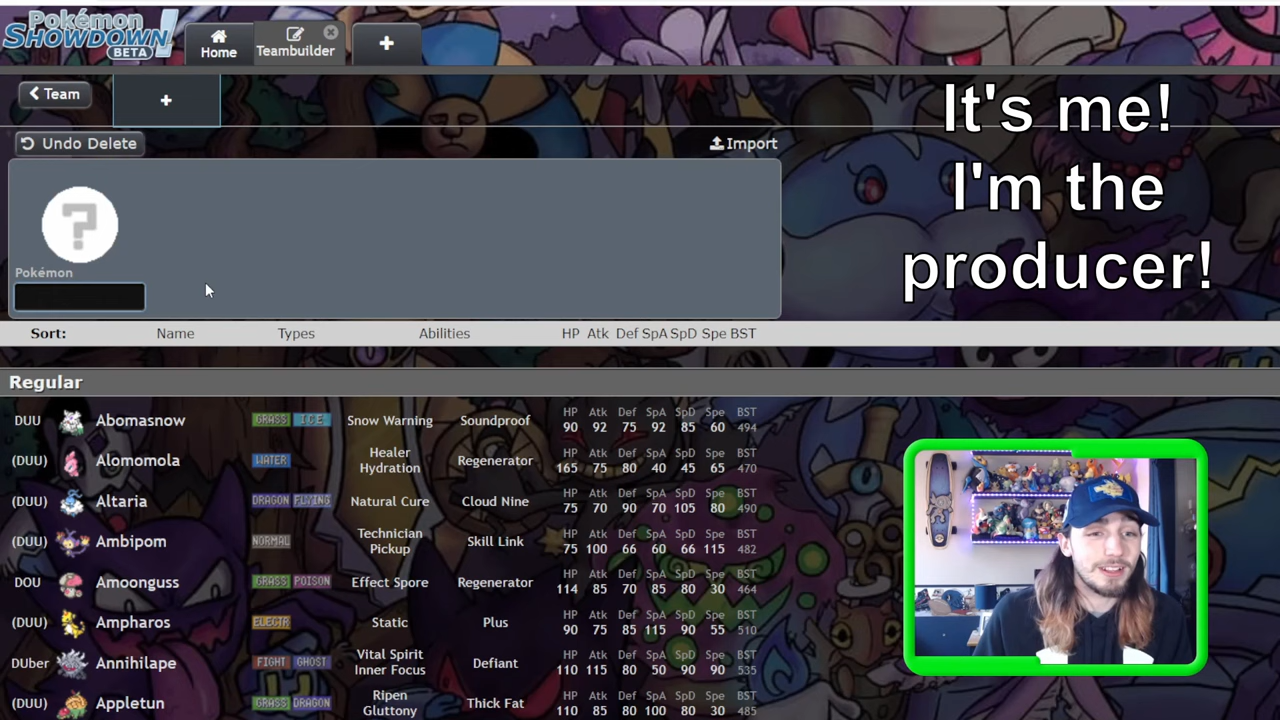 Pokémon
SHOWDOWN!
BETA
Home
Teambuilder
Team
Undo Delete
Import
It's me!
I'm the
producer!
Pokémon
Sort: Name Types Abilities HP Atk Def SpA SpD Spe BST
Regular
DUU Abomasnow GRASS ICE Snow Warning Soundproof HP 90 Atk 92 Def 75 SpA 92 SpD 85 Spe 60 BST 494
(DUU) Alomomola WATER Healer Hydration Regenerator HP 165 Atk 75 Def 80 SpA 40 SpD 45 Spe 65 BST 470
(DUU) Altaria DRAGON FLYING Natural Cure Cloud Nine HP 75 Atk 70 Def 90 SpA 70 SpD 105 Spe 80 BST 490
(DUU) Ambipom NORMAL Technician Pickup Skill Link HP 75 Atk 100 Def 66 SpA 60 SpD 66 Spe 115 BST 482
DOU Amoonguss GRASS POISON Effect Spore Regenerator HP 114 Atk 85 Def 70 SpA 85 SpD 80 Spe 30 BST 464
(DUU) Ampharos ELECTR Static Plus HP 90 Atk 75 Def 85 SpA 115 SpD 90 Spe 55 BST 510
DUber Annihilape FIGHT GHOST Vital Spirit Inner Focus Defiant HP 110 Atk 115 Def 80 SpA 50 SpD 90 Spe 90 BST 535
(DUU) Appletun GRASS DRAGON Ripen Gluttony Thick Fat HP 110 Atk 85 Def 80 SpA 100 SpD 80 Spe 30 BST 485